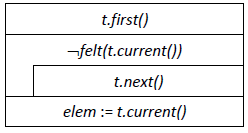 t.first()
¬felt(t.current())
t.next()
elem := t.current()